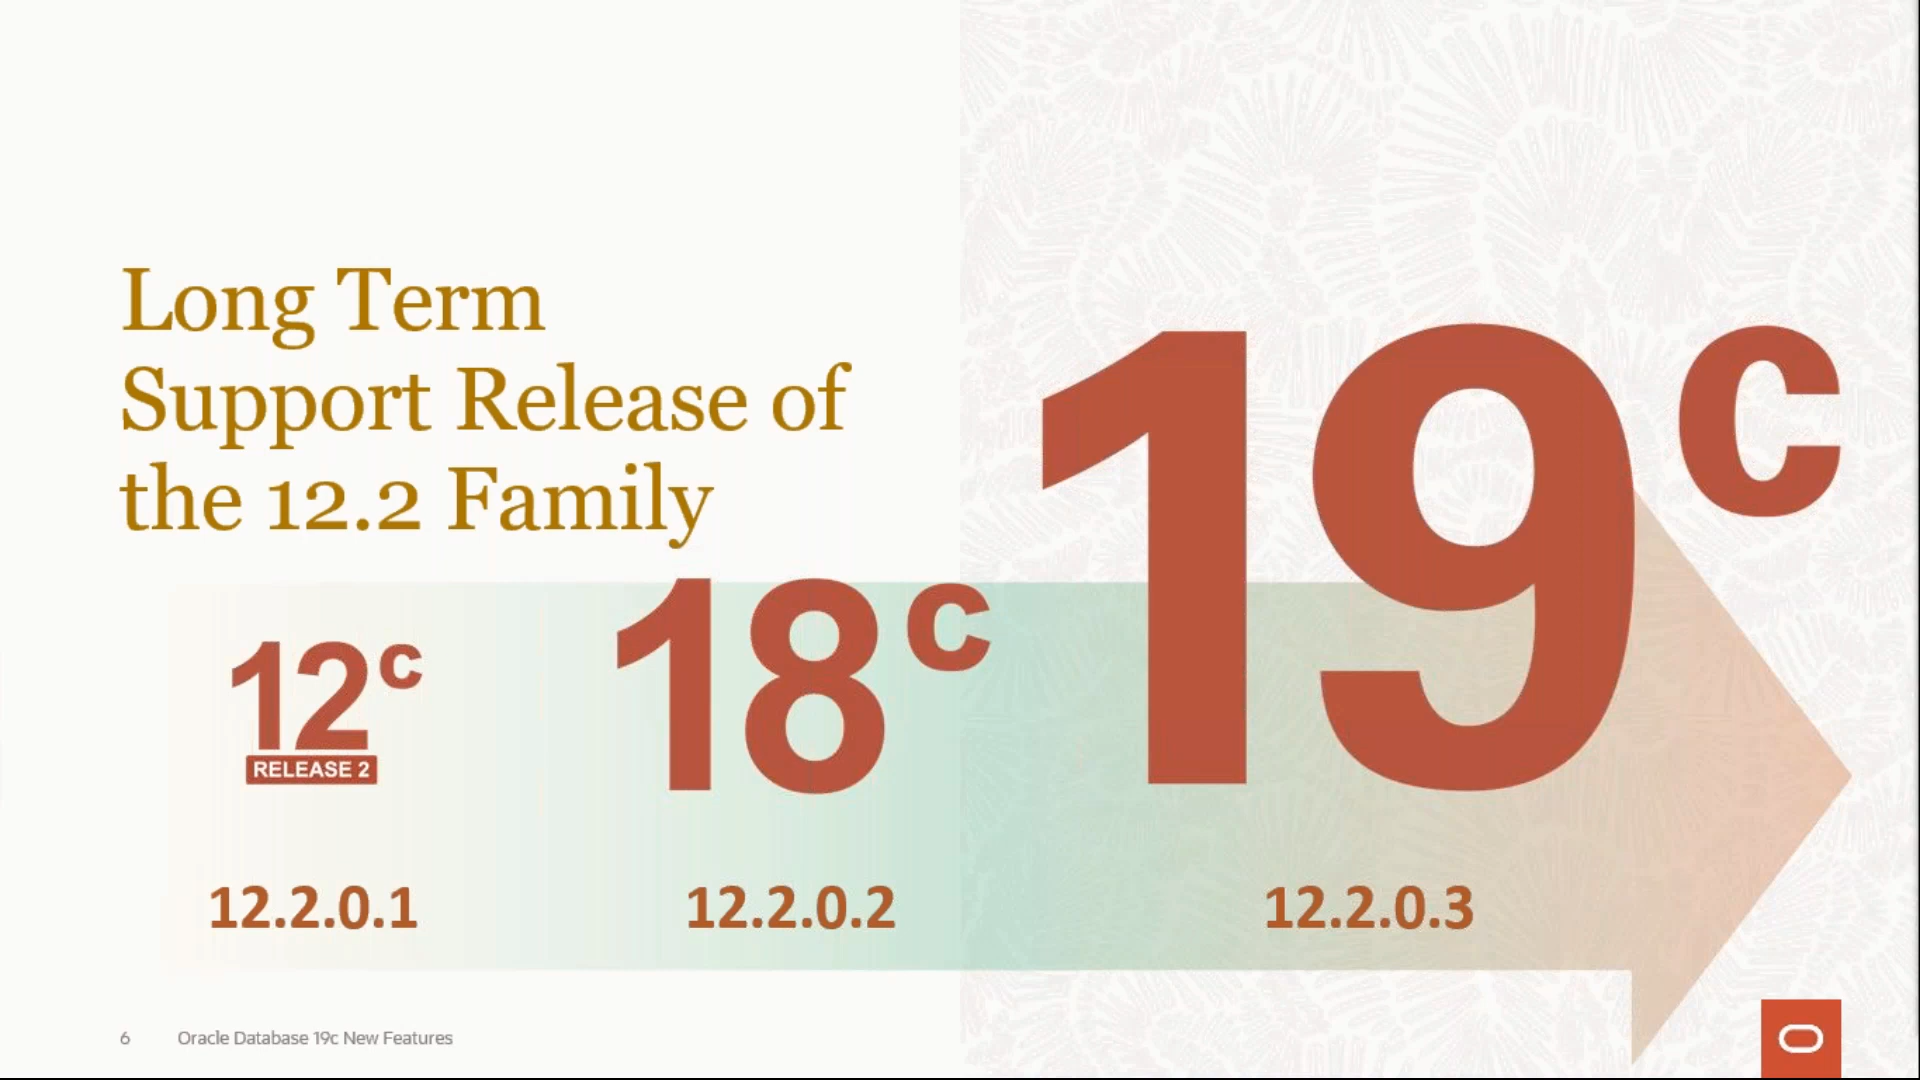 Long Term
Support Release of
the 12.2 Family
12c
RELEASE 2
18c
19c
12.2.0.1
12.2.0.2
12.2.0.3
6 Oracle Database 19c New Features